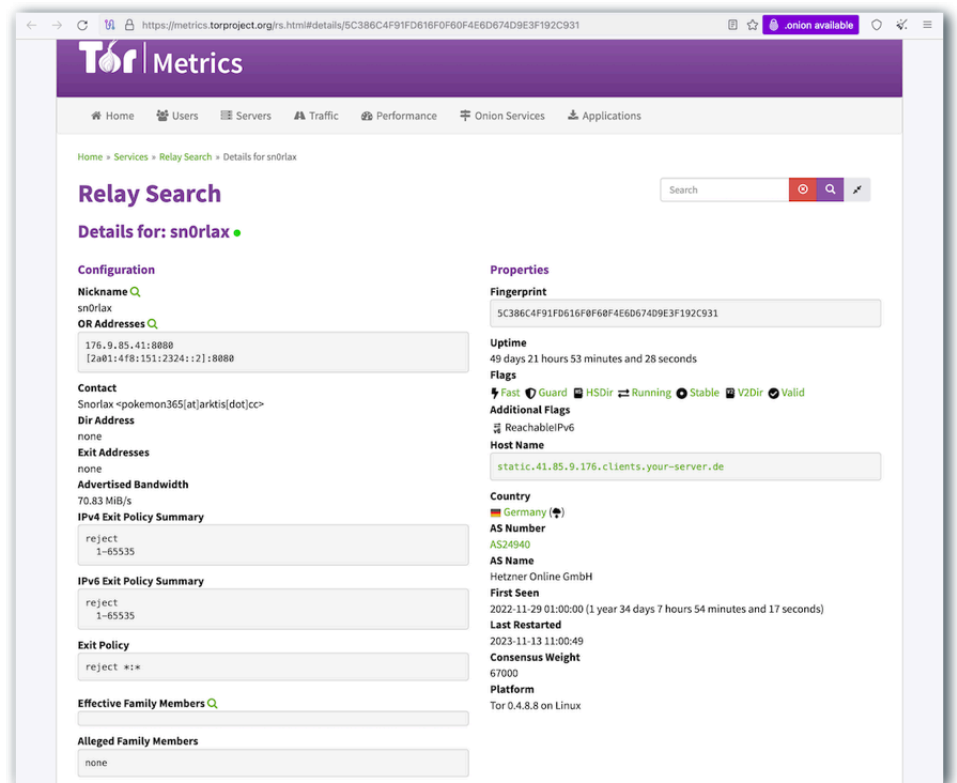 https://metrics.torproject.org/rs.html#details/5C386C4F91FD616F0F60F4E6D674D9E3F192C931
.onion available
Tor Metrics
Home Users Servers Traffic Performance Onion Services Applications
Home » Services » Relay Search » Details for sn0rlax
Relay Search
Search
Details for: sn0rlax
Configuration
Nickname
sn0rlax
OR Addresses
176.9.85.41:8080
[2a01:4f8:151:2324::2]:8080
Contact
Snorlax <pokemon365[at]arktis[dot]cc>
Dir Address
none
Exit Addresses
none
Advertised Bandwidth
70.83 MiB/s
IPv4 Exit Policy Summary
reject
1-65535
IPv6 Exit Policy Summary
reject
1-65535
Exit Policy
reject *:*
Effective Family Members
Alleged Family Members
none
Properties
Fingerprint
5C386C4F91FD616F0F60F4E6D674D9E3F192C931
Uptime
49 days 21 hours 53 minutes and 28 seconds
Flags
Fast Guard HSDir Running Stable V2Dir Valid
Additional Flags
ReachableIPv6
Host Name
static.41.85.9.176.clients.your-server.de
Country
Germany ( )
AS Number
AS24940
AS Name
Hetzner Online GmbH
First Seen
2022-11-29 01:00:00 (1 year 34 days 7 hours 54 minutes and 17 seconds)
Last Restarted
2023-11-13 11:00:49
Consensus Weight
67000
Platform
Tor 0.4.8.8 on Linux